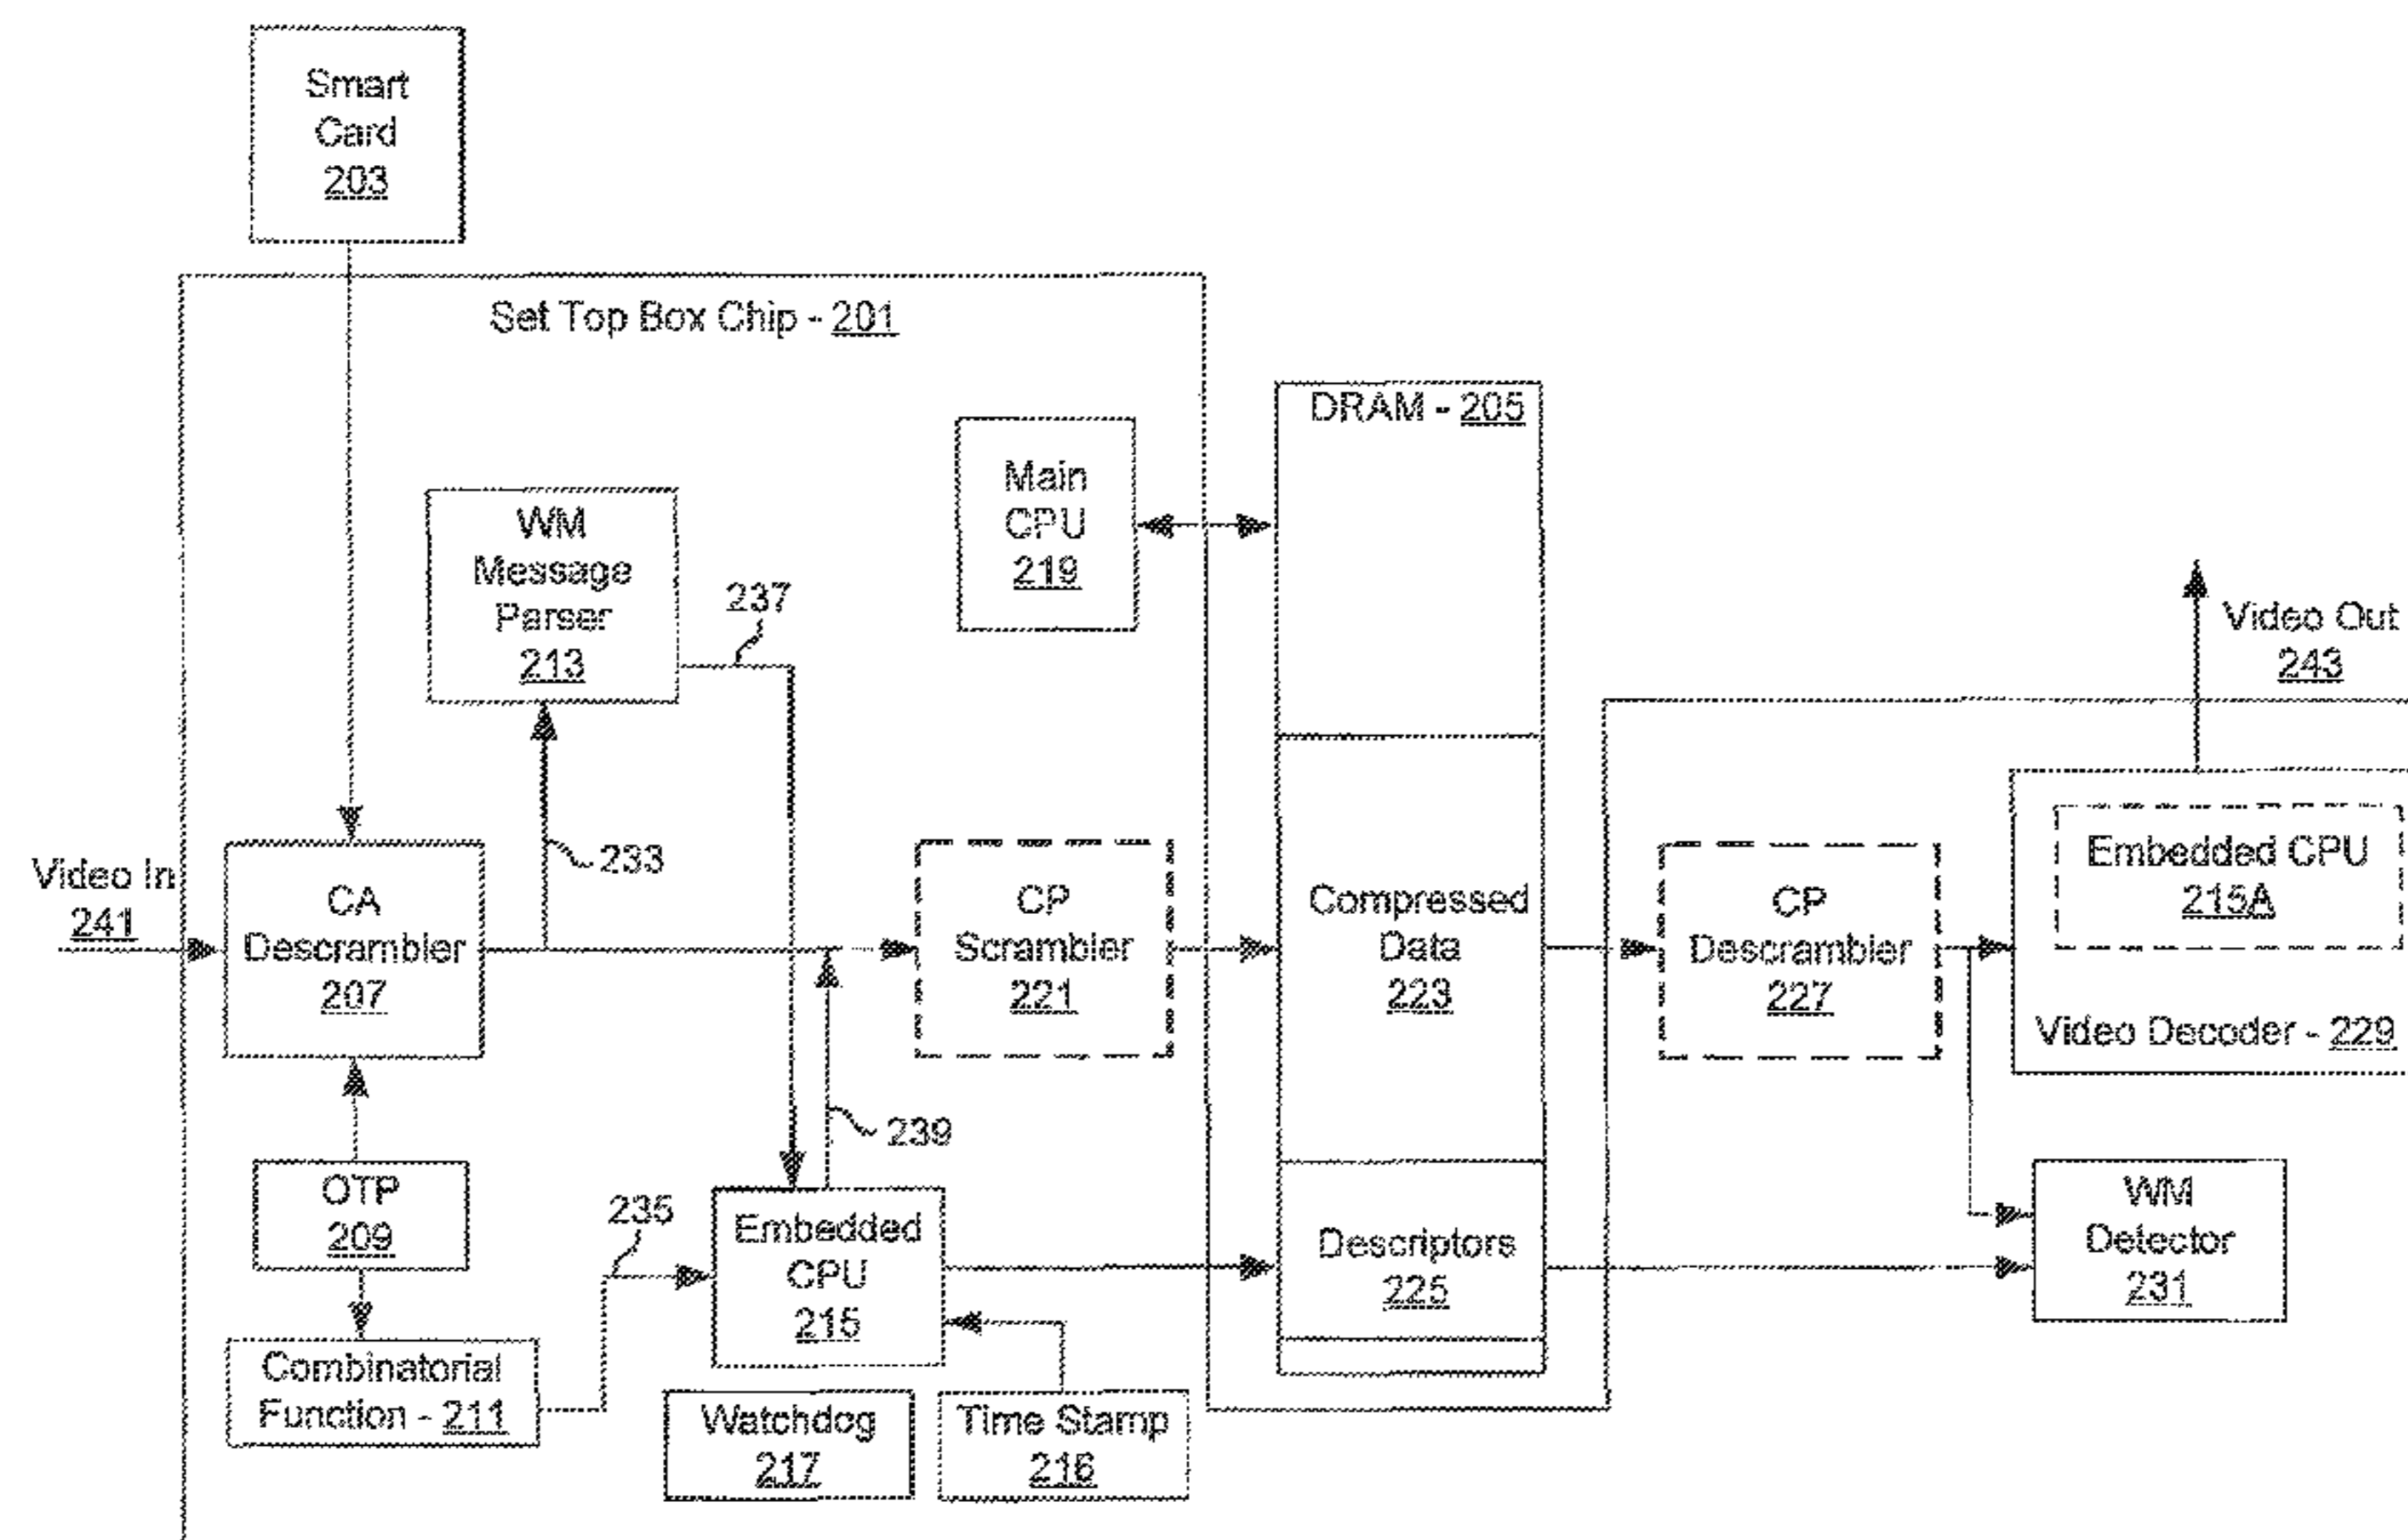 Smart
Card
203
Set Top Box Chip - 201
DRAM - 205
Main
CPU
219
WM
Message
Parser
213
237
Video Out
243
233
Video In
241
CA
Descrambler
207
CP
Scrambler
221
Compressed
Data
223
CP
Descrambler
227
Embedded CPU
215A
Video Decoder - 229
239
OTP
209
235
Embedded
CPU
215
Descriptors
225
WM
Detector
231
Combinatorial
Function - 211
Watchdog
217
Time Stamp
216